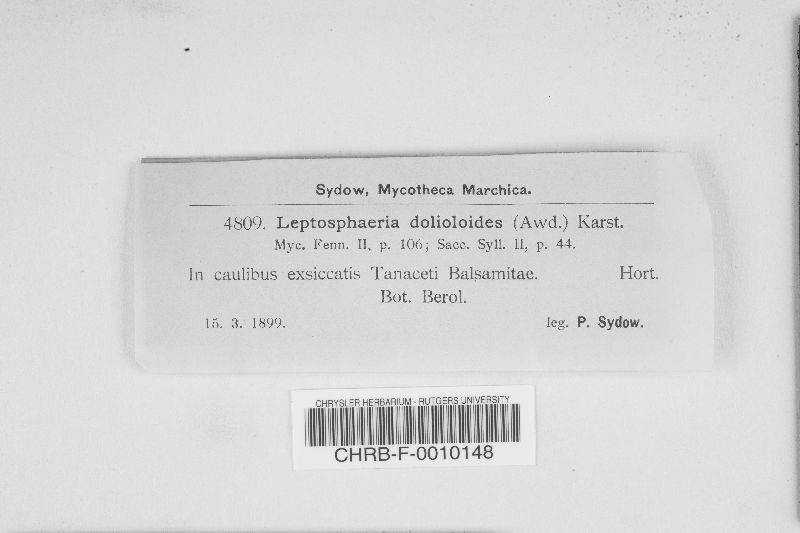 Sydow, Mycotheca Marchica.
4809. Leptosphaeria dolioloides (Awd.) Karst.
Myc. Fenn. II, p. 106; Sacc. Syll. II, p. 44.
In caulibus exsiccatis Tanaceti Balsamitae. Hort.
Bot. Berol.
15. 3. 1899. leg. P. Sydow.
CHRYSLER HERBARIUM - RUTGERS UNIVERSITY
CHRB-F-0010148